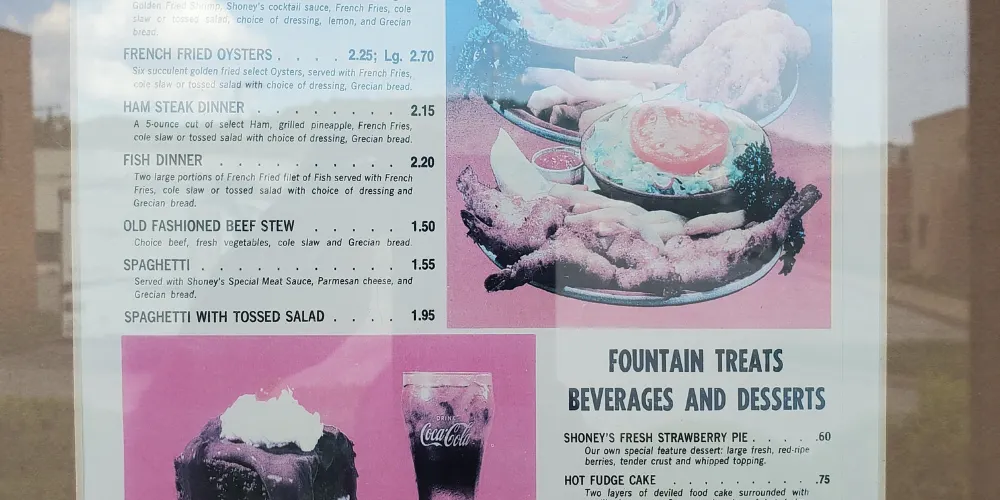 Golden Fried Shrimp, Shoney's cocktail sauce, French Fries, cole
slaw or tossed salad, choice of dressing, lemon, and Grecian
bread.
FRENCH FRIED OYSTERS . . . . 2.25; Lg. 2.70
Six succulent golden fried select Oysters, served with French Fries,
cole slaw or tossed salad with choice of dressing, Grecian bread.
HAM STEAK DINNER . . . . . . . . . . 2.15
A 5-ounce cut of select Ham, grilled pineapple, French Fries,
cole slaw or tossed salad with choice of dressing, Grecian bread.
FISH DINNER . . . . . . . . . . . . 2.20
Two large portions of French Fried filet of Fish served with French
Fries, cole slaw or tossed salad with choice of dressing and
Grecian bread.
OLD FASHIONED BEEF STEW . . . . . . 1.50
Choice beef, fresh vegetables, cole slaw and Grecian bread.
SPAGHETTI . . . . . . . . . . . . . 1.55
Served with Shoney's Special Meat Sauce, Parmesan cheese, and
Grecian bread.
SPAGHETTI WITH TOSSED SALAD . . . . 1.95
DRINK
Coca-Cola
FOUNTAIN TREATS
BEVERAGES AND DESSERTS
SHONEY'S FRESH STRAWBERRY PIE . . . . .60
Our own special feature dessert: large fresh, red-ripe
berries, tender crust and whipped topping.
HOT FUDGE CAKE . . . . . . . . . .75
Two layers of deviled food cake surrounded with